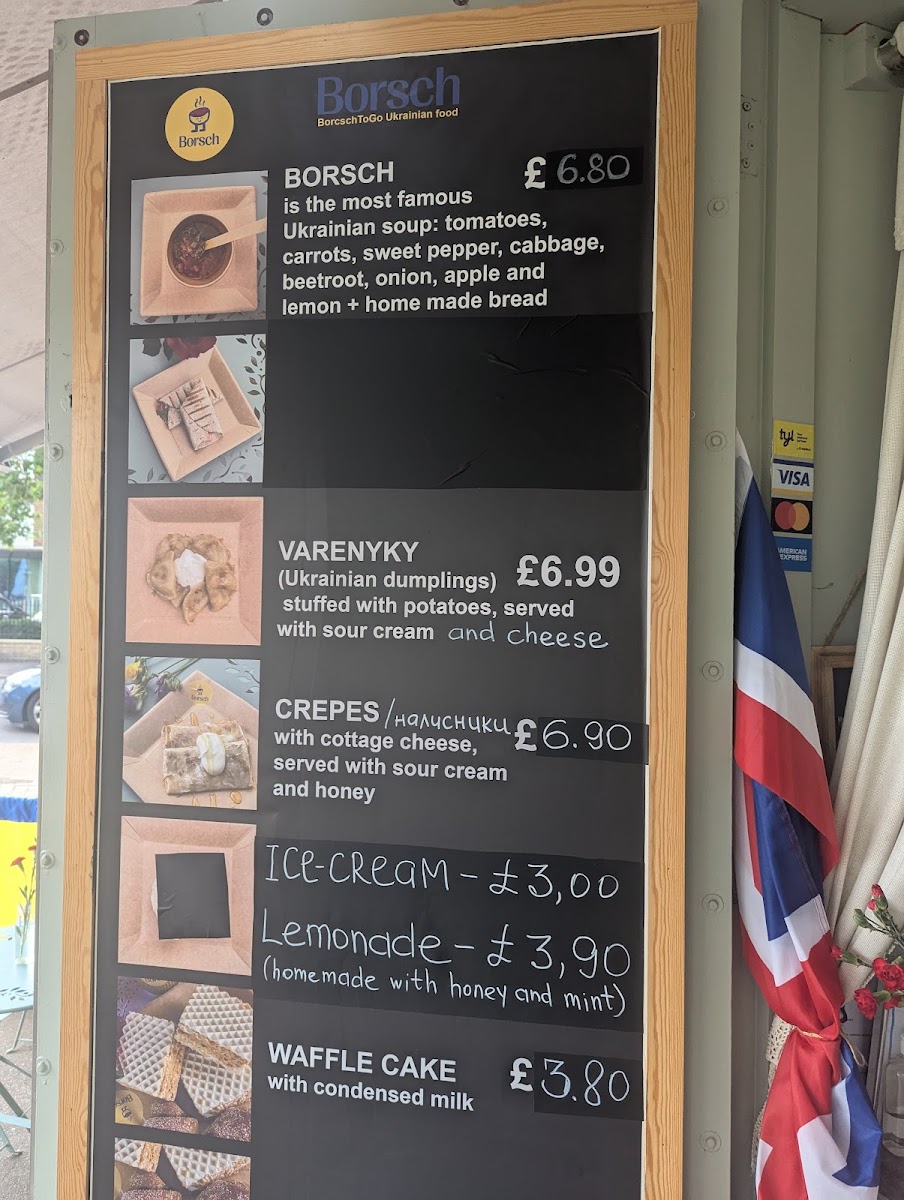 Borsch
Borsch
BorcschToGo Ukrainian food
BORSCH £ 6.80
is the most famous
Ukrainian soup: tomatoes,
carrots, sweet pepper, cabbage,
beetroot, onion, apple and
lemon + home made bread
VARENYKY
(Ukrainian dumplings) £6.99
stuffed with potatoes, served
with sour cream and cheese
Borsch
CREPES /налисники £6.90
with cottage cheese,
served with sour cream
and honey
ICE-CREAM - £3,00
Lemonade - £3,90
(homemade with honey and mint)
WAFFLE CAKE £3.80
with condensed milk
tyl
VISA
AMERICAN
EXPRESS